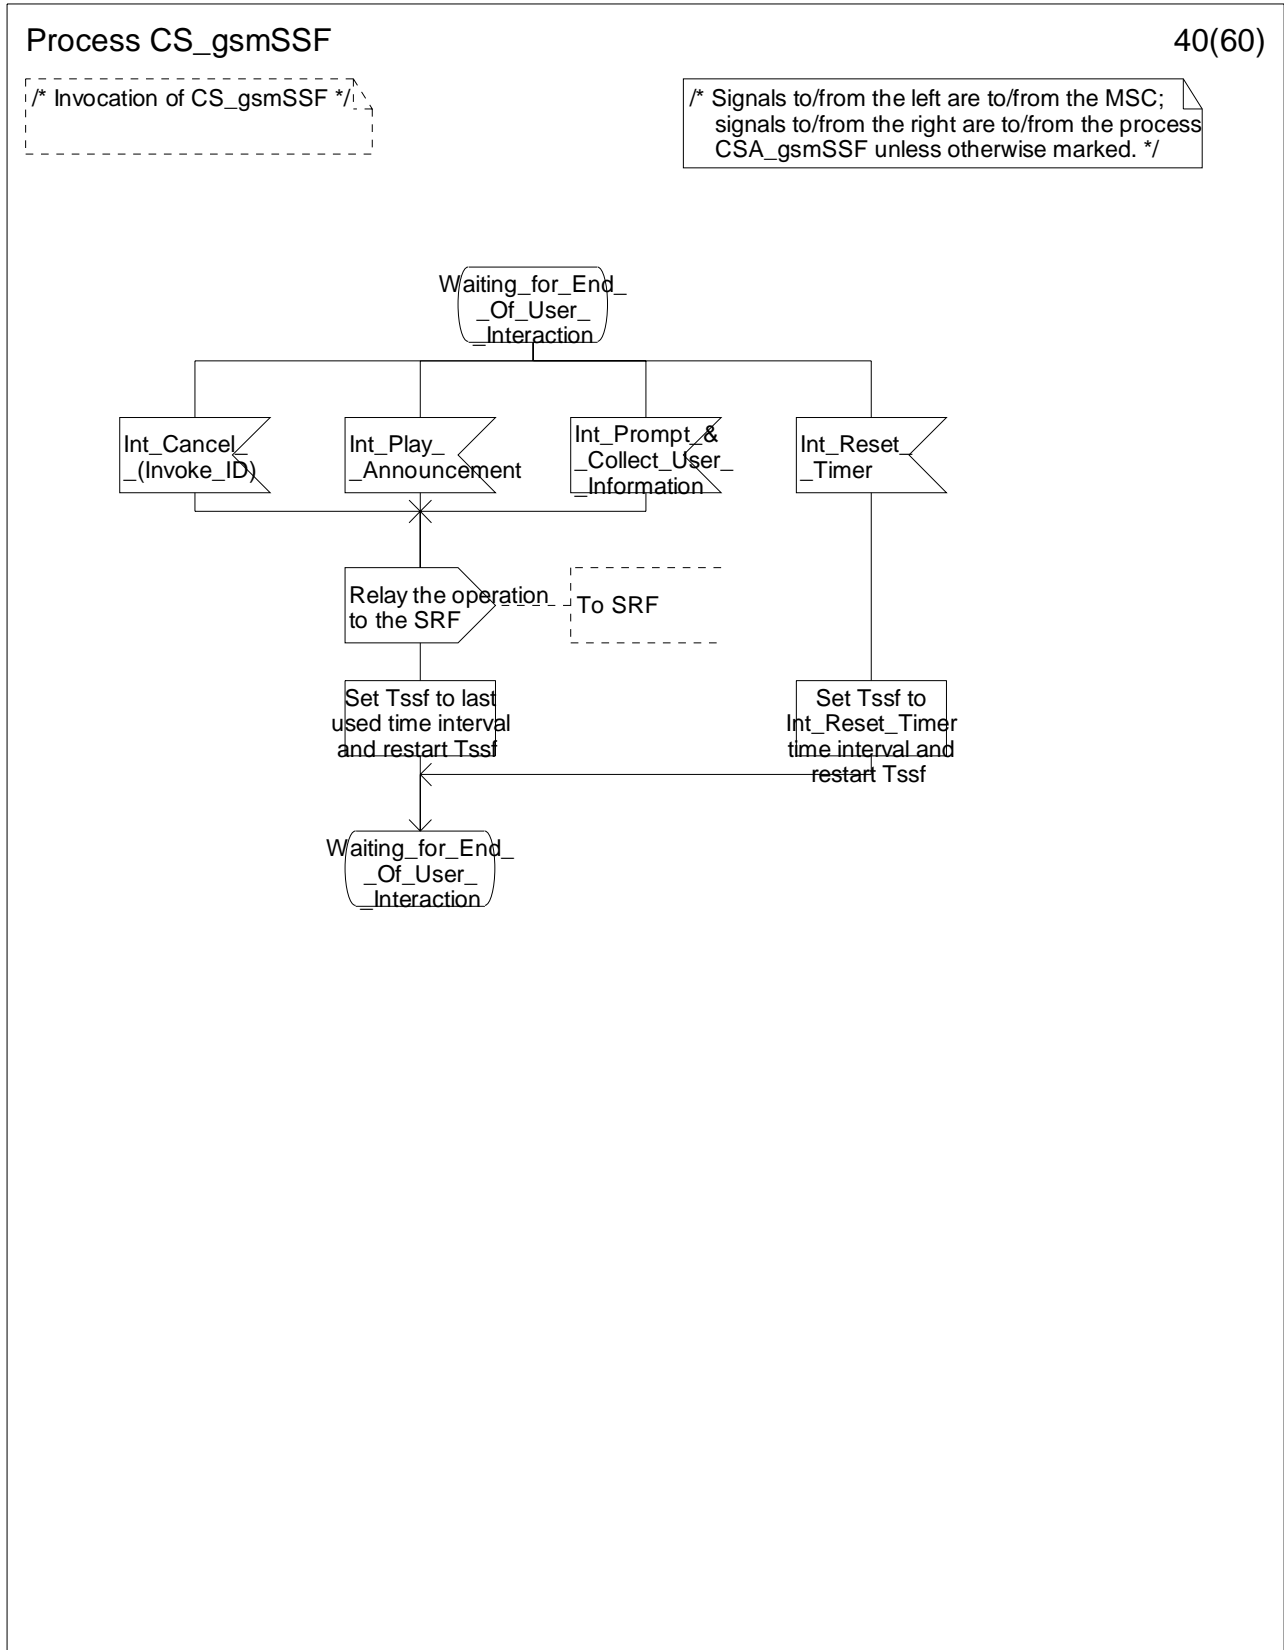 Process CS_gsmSSF
40(60)
/* Invocation of CS_gsmSSF */
/* Signals to/from the left are to/from the MSC;
signals to/from the right are to/from the process
CSA_gsmSSF unless otherwise marked. */
Waiting_for_End_
_Of_User_
_Interaction
Int_Cancel_
_(Invoke_ID)
Int_Play_
_Announcement
Int_Prompt_&
_Collect_User_
_Information
Int_Reset_
_Timer
Relay the operation
to the SRF
To SRF
Set Tssf to last
used time interval
and restart Tssf
Set Tssf to
Int_Reset_Timer
time interval and
restart Tssf
Waiting_for_End_
_Of_User_
_Interaction